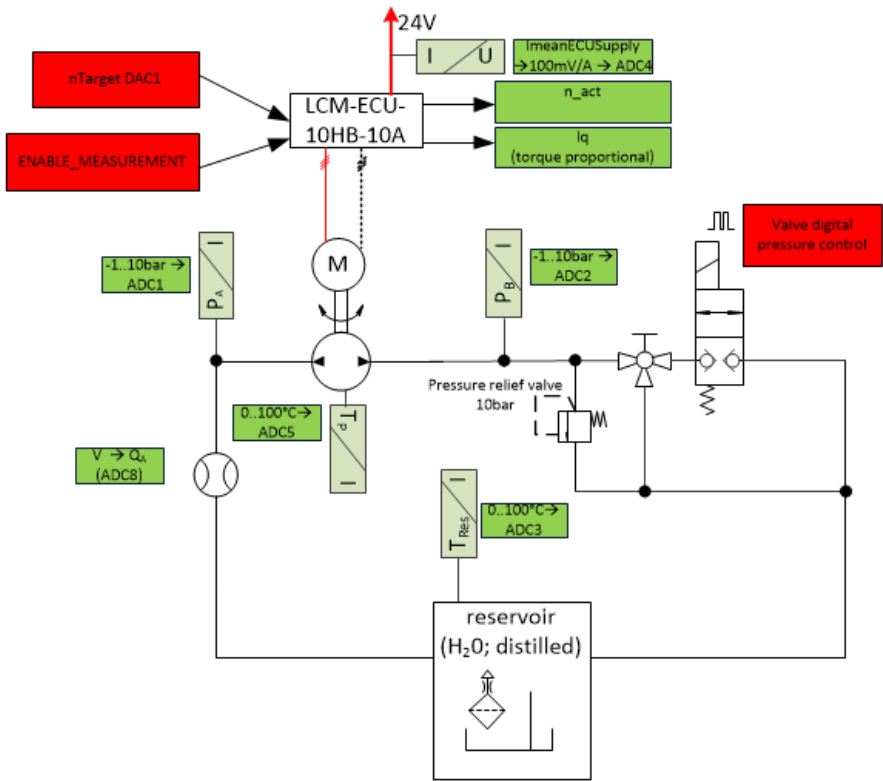 24V
I
U
ImeanECUSupply
→100mV/A → ADC4
nTarget DAC1
LCM-ECU-
10HB-10A
n_act
ENABLE_MEASUREMENT
Iq
(torque proportional)
Valve digital
pressure control
-1..10bar →
ADC1
I
PA
M
I
PB
-1..10bar →
ADC2
Pressure relief valve
10bar
0..100°C→
ADC5
TP
I
V → QA
(ADC8)
I
TRes
0..100°C→
ADC3
reservoir
(H20; distilled)